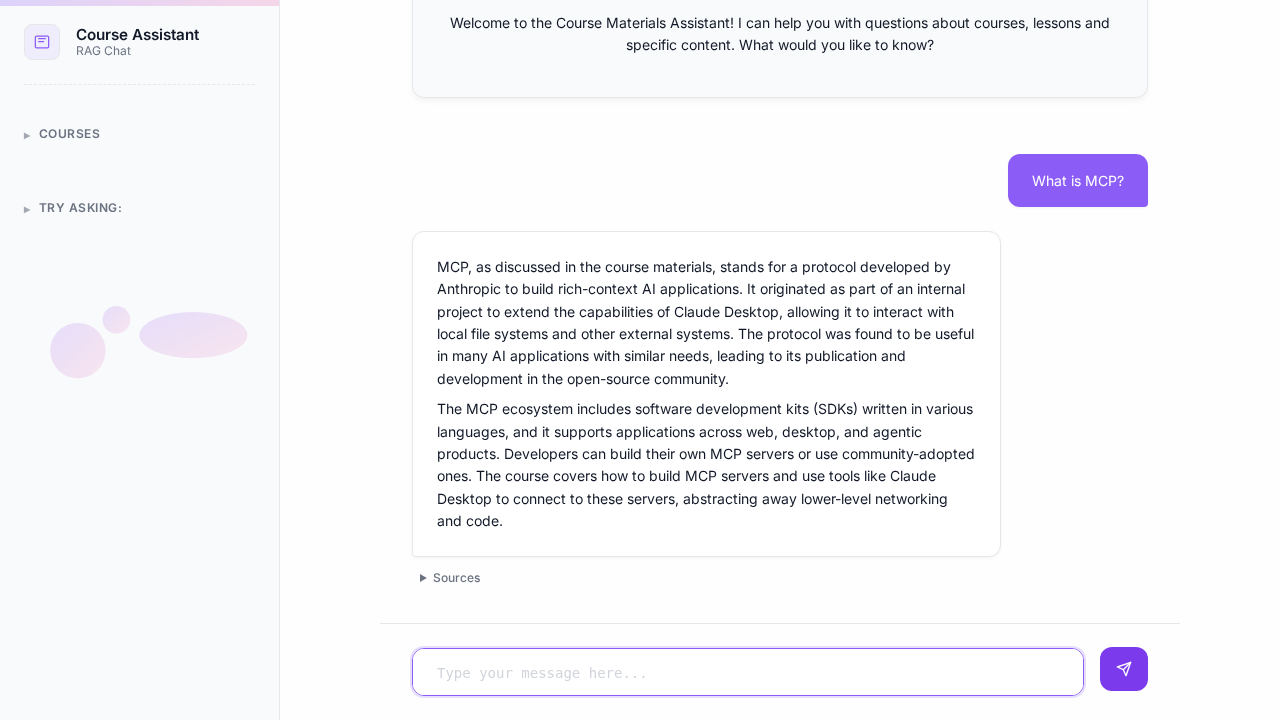 Course Assistant
RAG Chat
▶ COURSES
▶ TRY ASKING:
Welcome to the Course Materials Assistant! I can help you with questions about courses, lessons and
specific content. What would you like to know?
What is MCP?
MCP, as discussed in the course materials, stands for a protocol developed by
Anthropic to build rich-context AI applications. It originated as part of an internal
project to extend the capabilities of Claude Desktop, allowing it to interact with
local file systems and other external systems. The protocol was found to be useful
in many AI applications with similar needs, leading to its publication and
development in the open-source community.
The MCP ecosystem includes software development kits (SDKs) written in various
languages, and it supports applications across web, desktop, and agentic
products. Developers can build their own MCP servers or use community-adopted
ones. The course covers how to build MCP servers and use tools like Claude
Desktop to connect to these servers, abstracting away lower-level networking
and code.
▶ Sources
Type your message here...